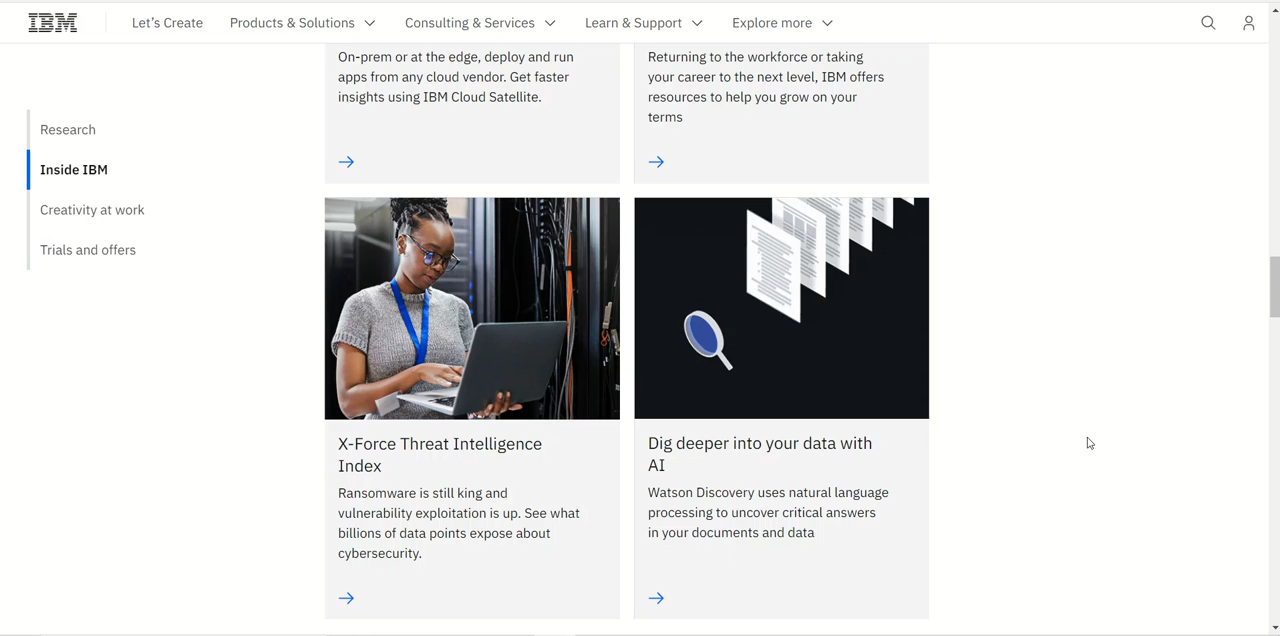 IBM
Let's Create
Products & Solutions
Consulting & Services
Learn & Support
Explore more
Research
Inside IBM
Creativity at work
Trials and offers
On-prem or at the edge, deploy and run
apps from any cloud vendor. Get faster
insights using IBM Cloud Satellite.
Returning to the workforce or taking
your career to the next level, IBM offers
resources to help you grow on your
terms
X-Force Threat Intelligence
Index
Ransomware is still king and
vulnerability exploitation is up. See what
billions of data points expose about
cybersecurity.
Dig deeper into your data with
AI
Watson Discovery uses natural language
processing to uncover critical answers
in your documents and data